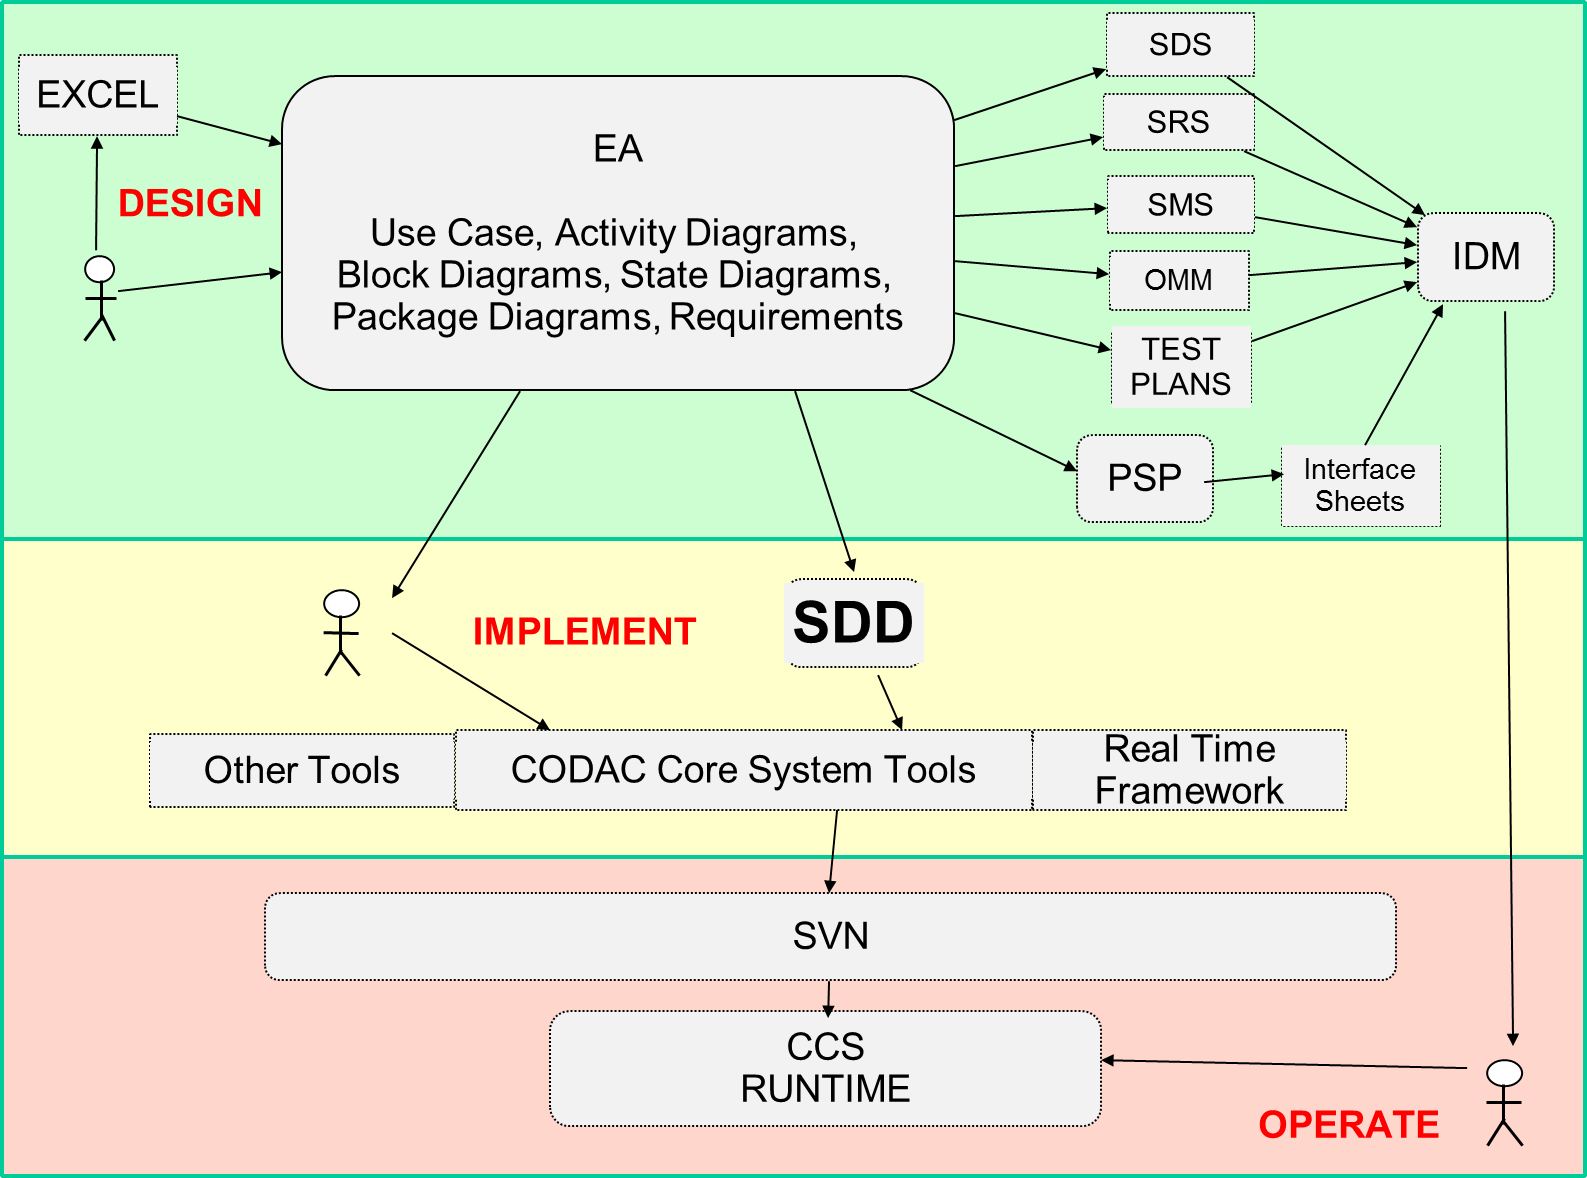 SDS
EXCEL
SRS
EA
DESIGN
SMS
Use Case, Activity Diagrams,
Block Diagrams, State Diagrams,
Package Diagrams, Requirements
IDM
OMM
TEST
PLANS
PSP
Interface
Sheets
IMPLEMENT
SDD
Other Tools
CODAC Core System Tools
Real Time
Framework
SVN
CCS
RUNTIME
OPERATE